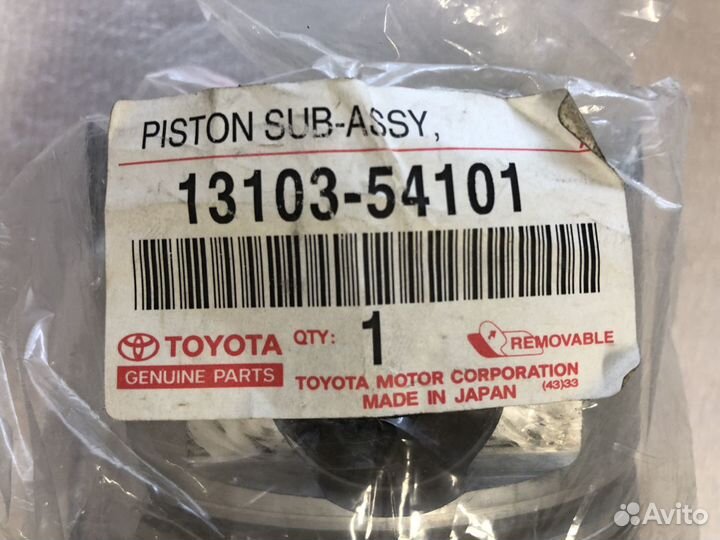 PISTON SUB-ASSY,
13103-54101
TOYOTA QTY: 1 REMOVABLE
GENUINE PARTS
TOYOTA MOTOR CORPORATION
MADE IN JAPAN (43)33
Avito